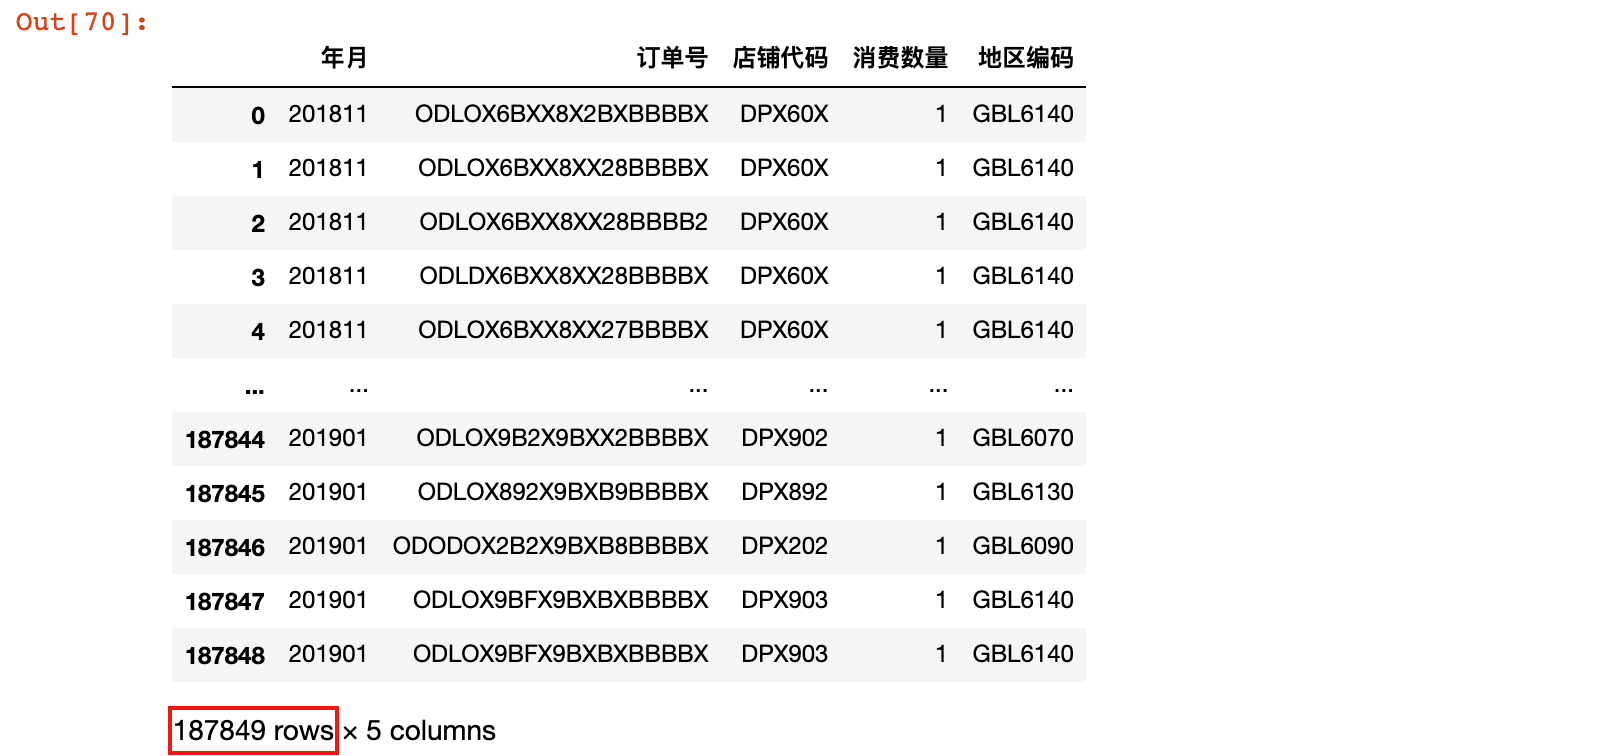 Out[70]:
年月 订单号 店铺代码 消费数量 地区编码
0 201811 ODLOX6BXX8X2BXBBBBX DPX60X 1 GBL6140
1 201811 ODLOX6BXX8XX28BBBBX DPX60X 1 GBL6140
2 201811 ODLOX6BXX8XX28BBBB2 DPX60X 1 GBL6140
3 201811 ODLDX6BXX8XX28BBBBX DPX60X 1 GBL6140
4 201811 ODLOX6BXX8XX27BBBBX DPX60X 1 GBL6140
... ... ... ... ... ...
187844 201901 ODLOX9B2X9BXX2BBBBX DPX902 1 GBL6070
187845 201901 ODLOX892X9BXB9BBBBX DPX892 1 GBL6130
187846 201901 ODODOX2B2X9BXB8BBBBX DPX202 1 GBL6090
187847 201901 ODLOX9BFX9BXBXBBBBX DPX903 1 GBL6140
187848 201901 ODLOX9BFX9BXBXBBBBX DPX903 1 GBL6140
187849 rows × 5 columns